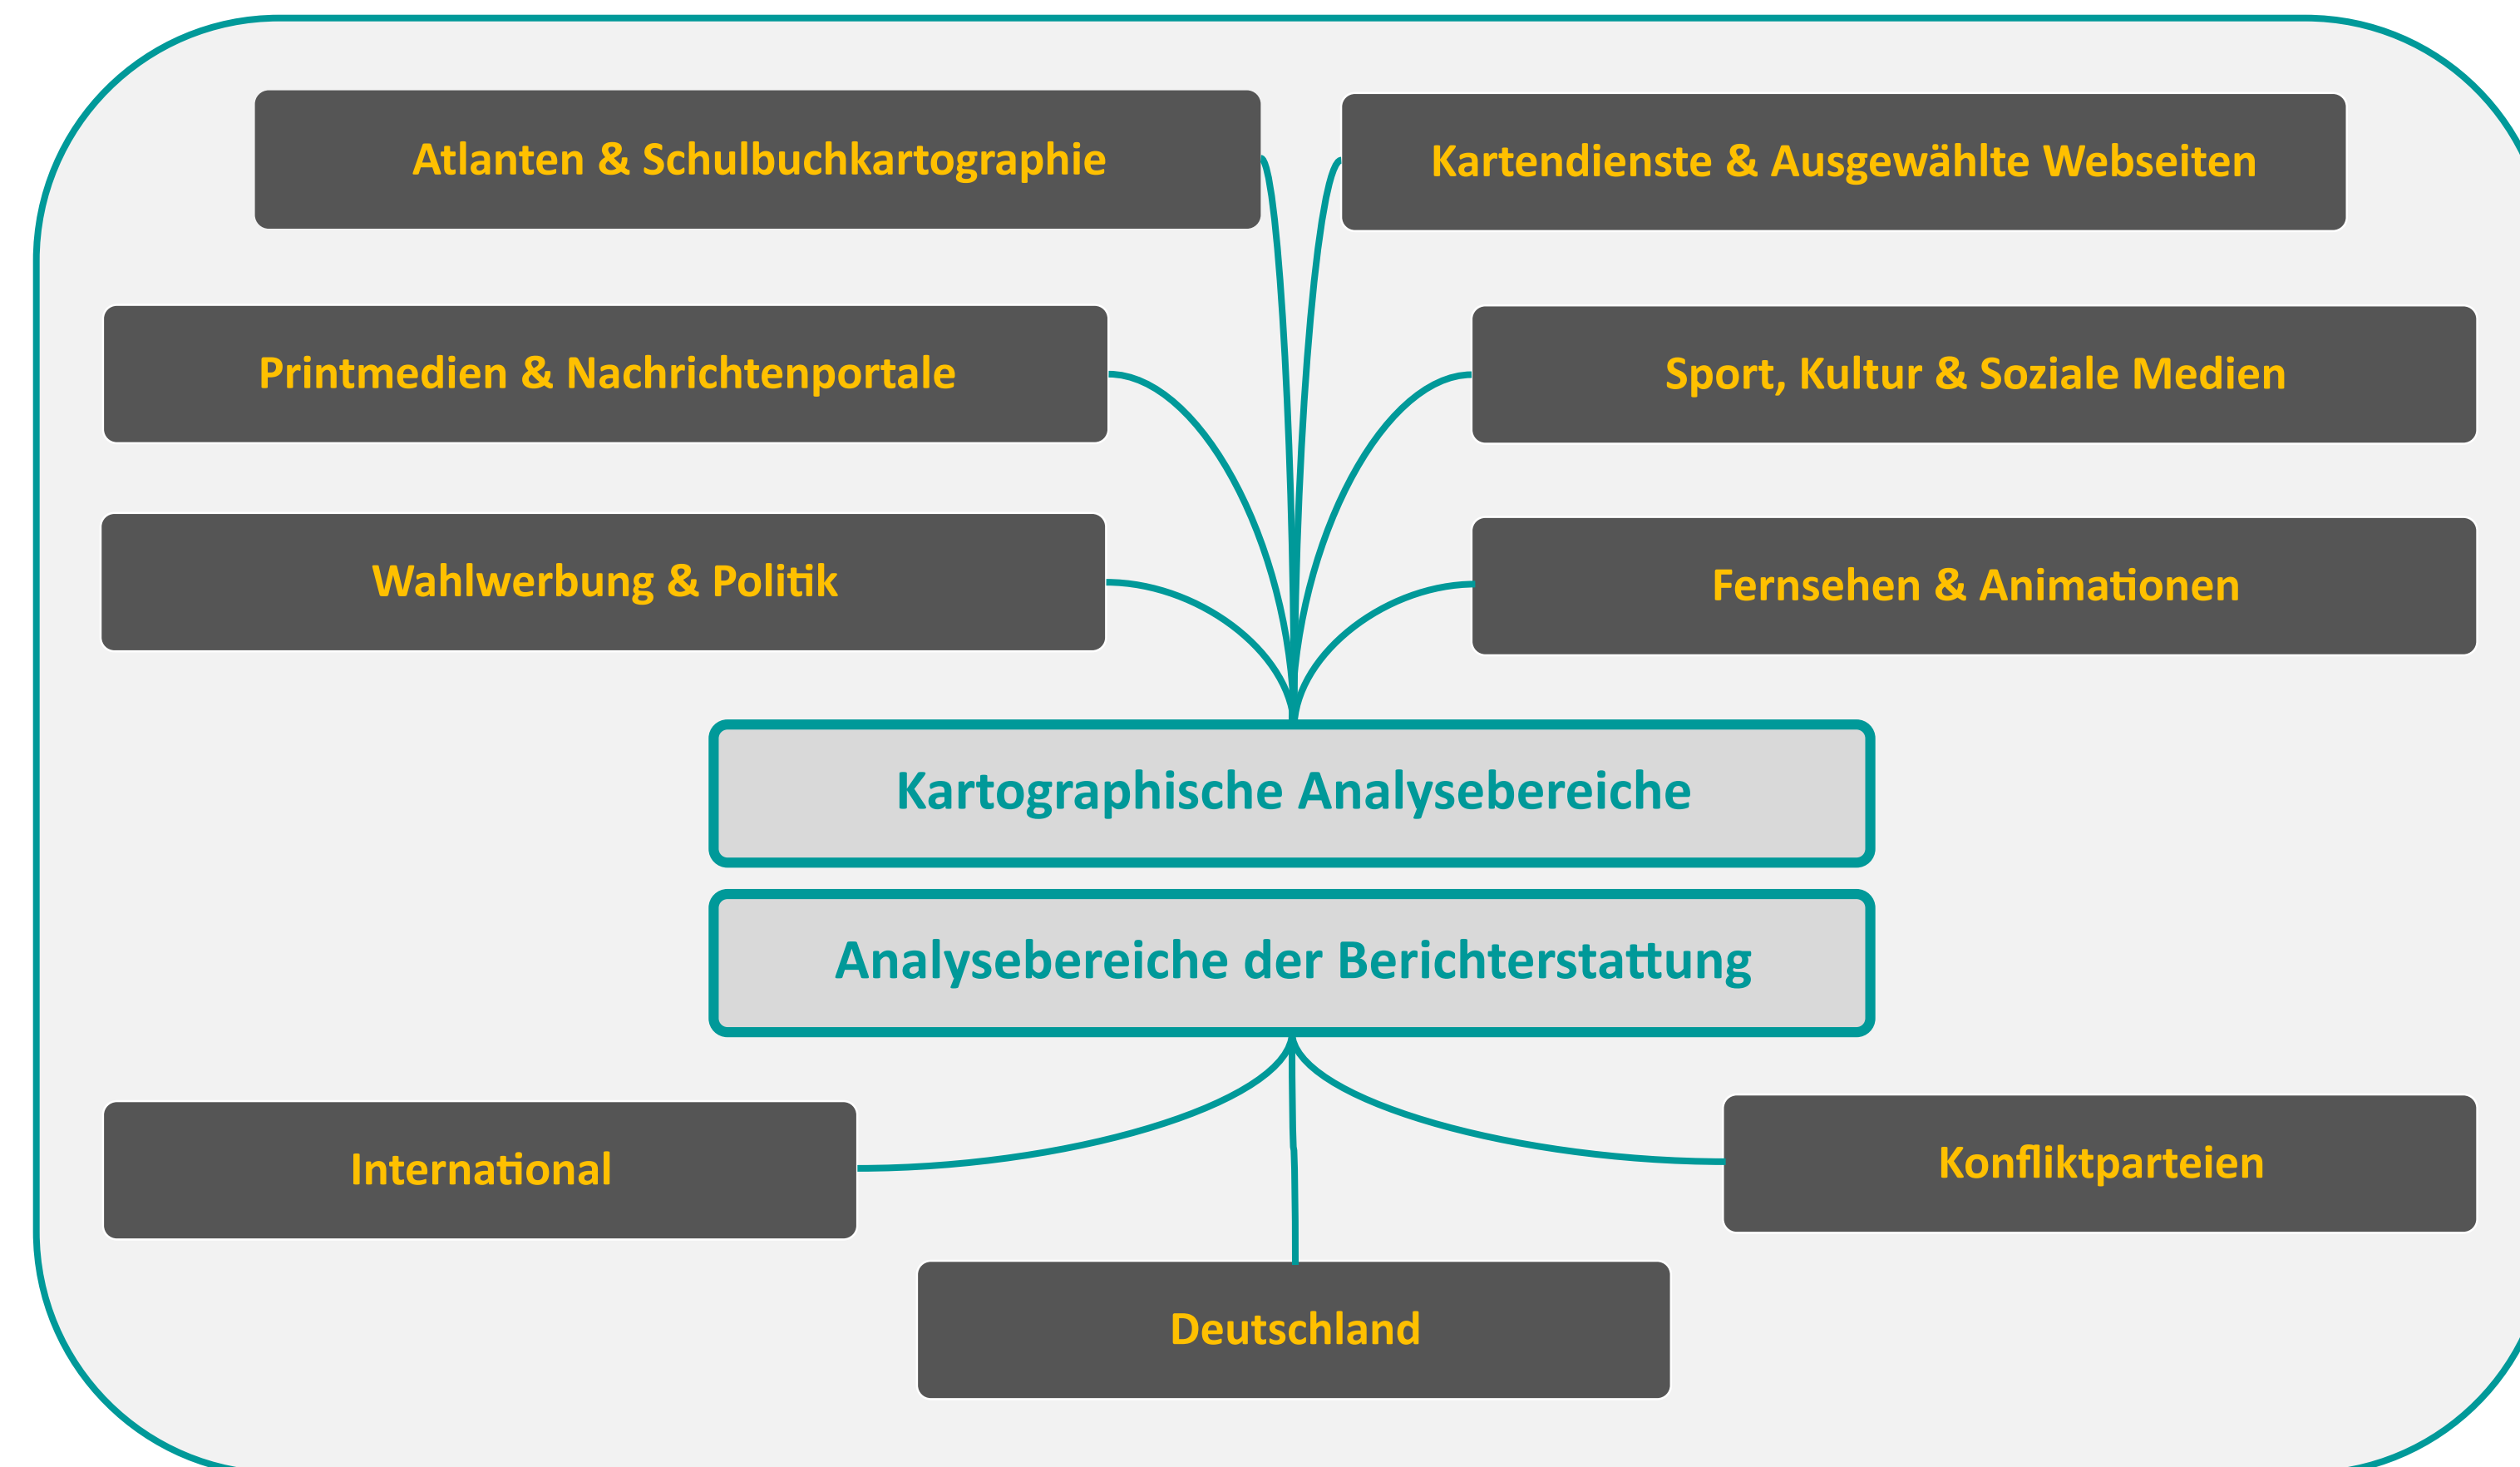 Atlanten & Schulbuchkartographie
Kartendienste & Ausgewählte Webseiten
Printmedien & Nachrichtenportale
Sport, Kultur & Soziale Medien
Wahlwerbung & Politik
Fernsehen & Animationen
Kartographische Analysebereiche
Analysebereiche der Berichterstattung
International
Konfliktparteien
Deutschland